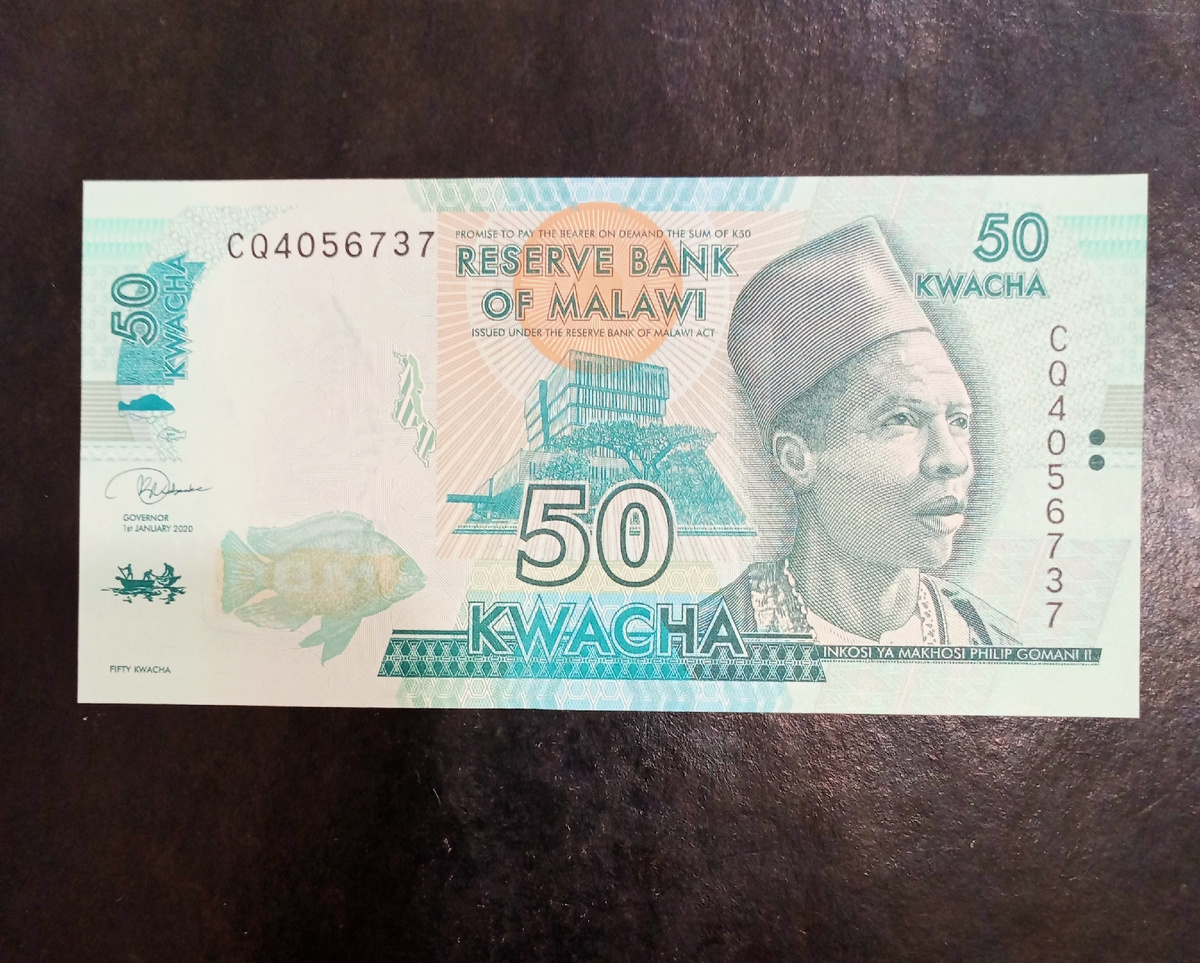 CQ4056737
PROMISE TO PAY THE BEARER ON DEMAND THE SUM OF K50
RESERVE BANK
OF MALAWI
ISSUED UNDER THE RESERVE BANK OF MALAWI ACT
50
KWACHA
50
KWACHA
CQ4056737
GOVERNOR
1st JANUARY 2020
50
KWACHA
INKOSI YA MAKHOSI PHILIP GOMANI II.
FIFTY KWACHA